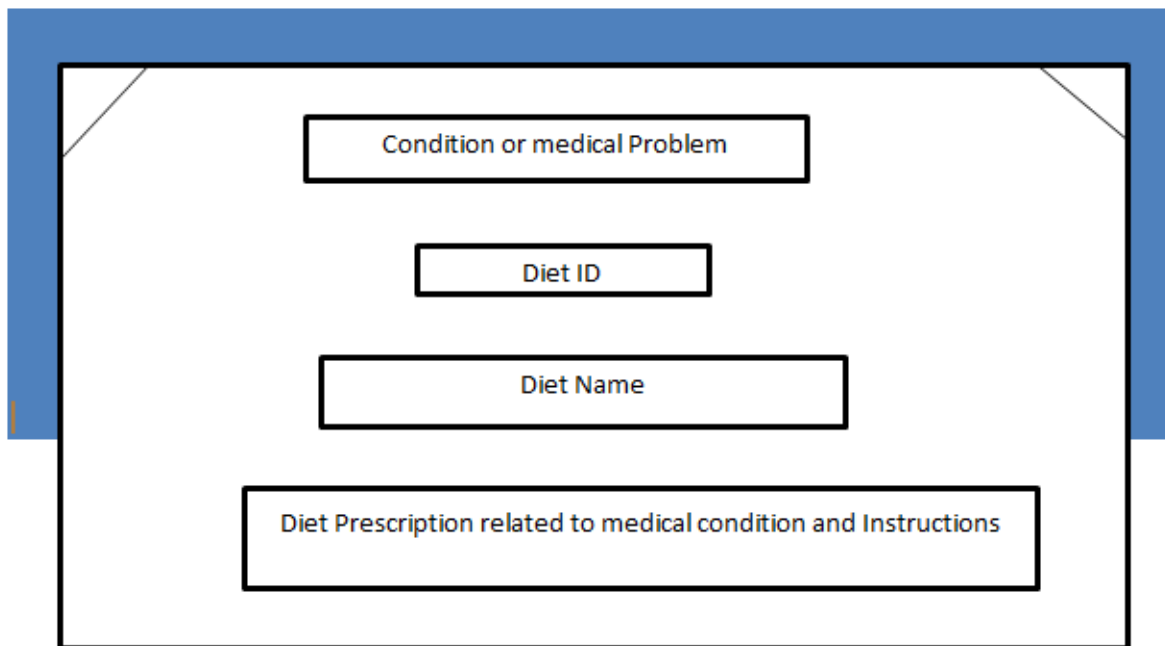 Condition or medical Problem
Diet ID
Diet Name
Diet Prescription related to medical condition and Instructions